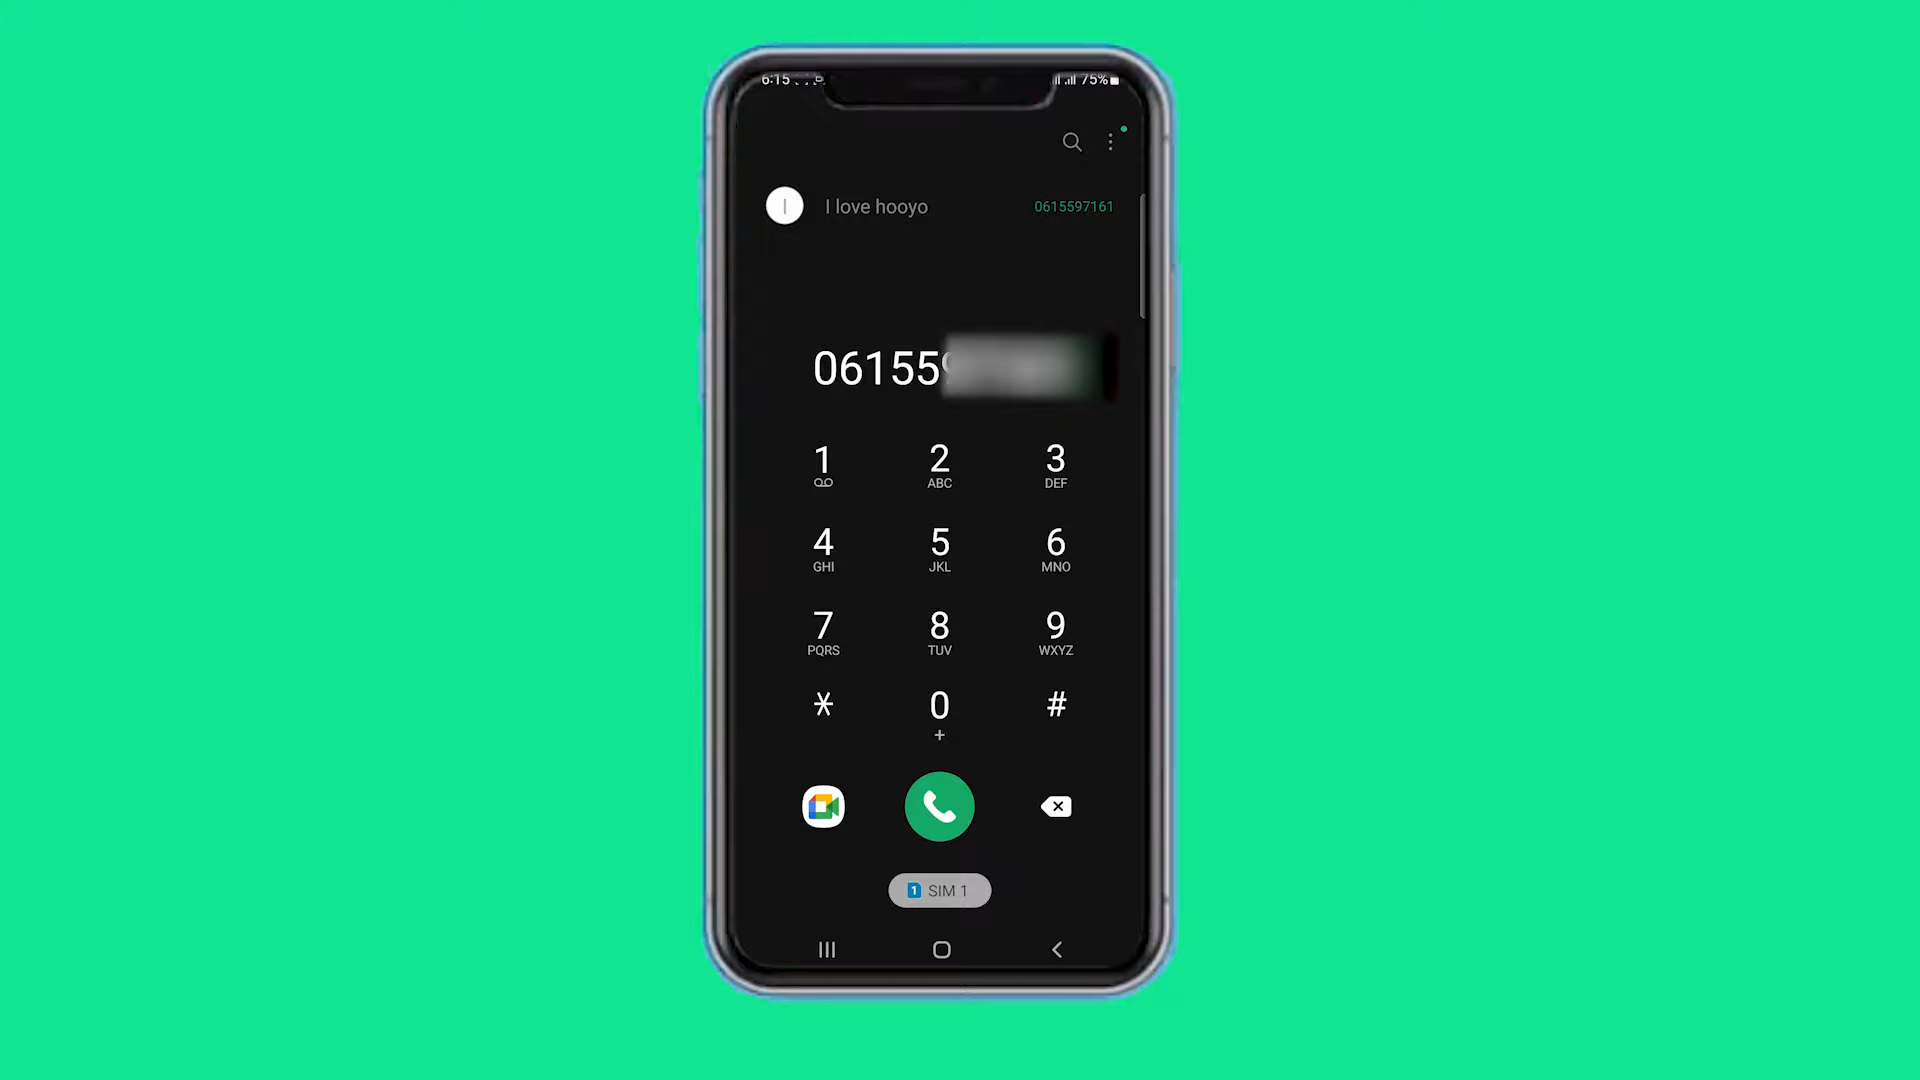 6:15
75%
I love hooyo 0615597161
06155
1 2 3
ABC DEF
4 5 6
GHI JKL MNO
7 8 9
PQRS TUV WXYZ
* 0 #
+
1 SIM 1